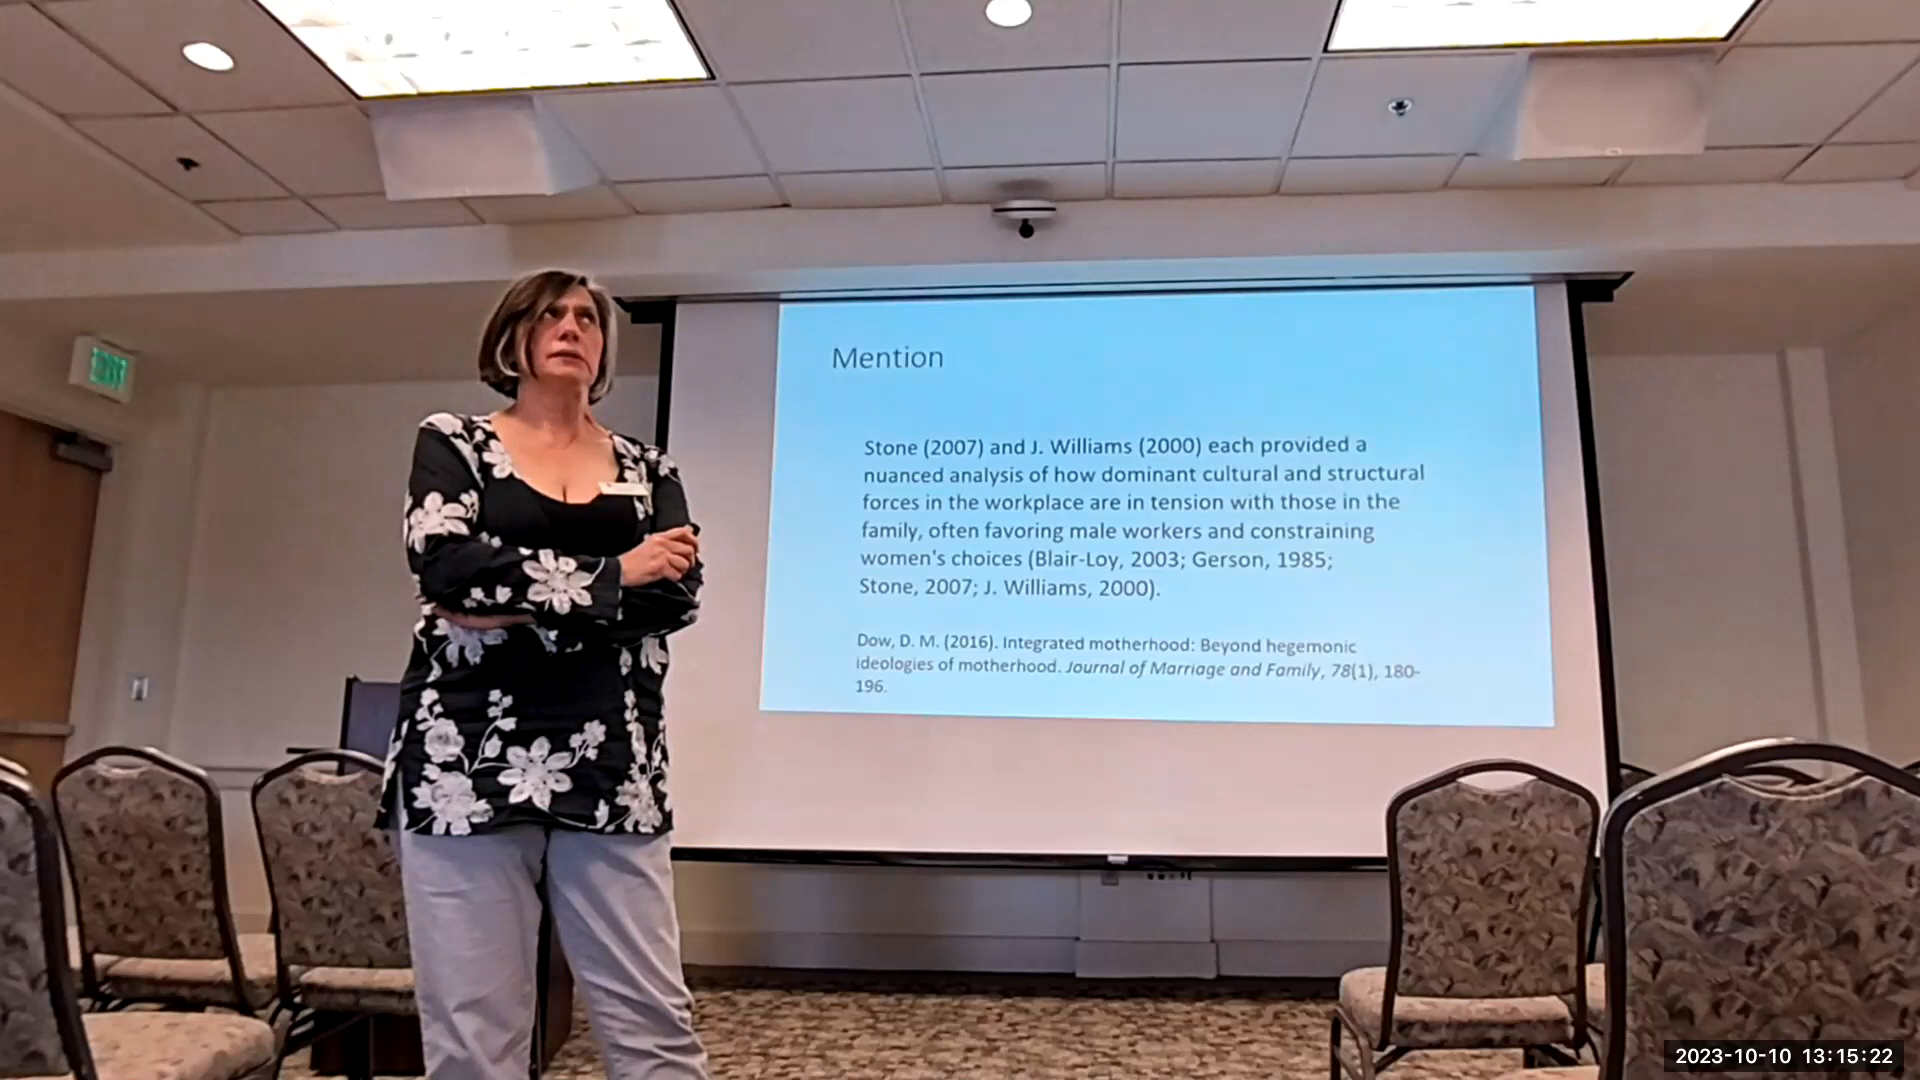 Mention
Stone (2007) and J. Williams (2000) each provided a
nuanced analysis of how dominant cultural and structural
forces in the workplace are in tension with those in the
family, often favoring male workers and constraining
women's choices (Blair-Loy, 2003; Gerson, 1985;
Stone, 2007; J. Williams, 2000).
Dow, D. M. (2016). Integrated motherhood: Beyond hegemonic
ideologies of motherhood. Journal of Marriage and Family, 78(1), 180-
196.
2023-10-10 13:15:22